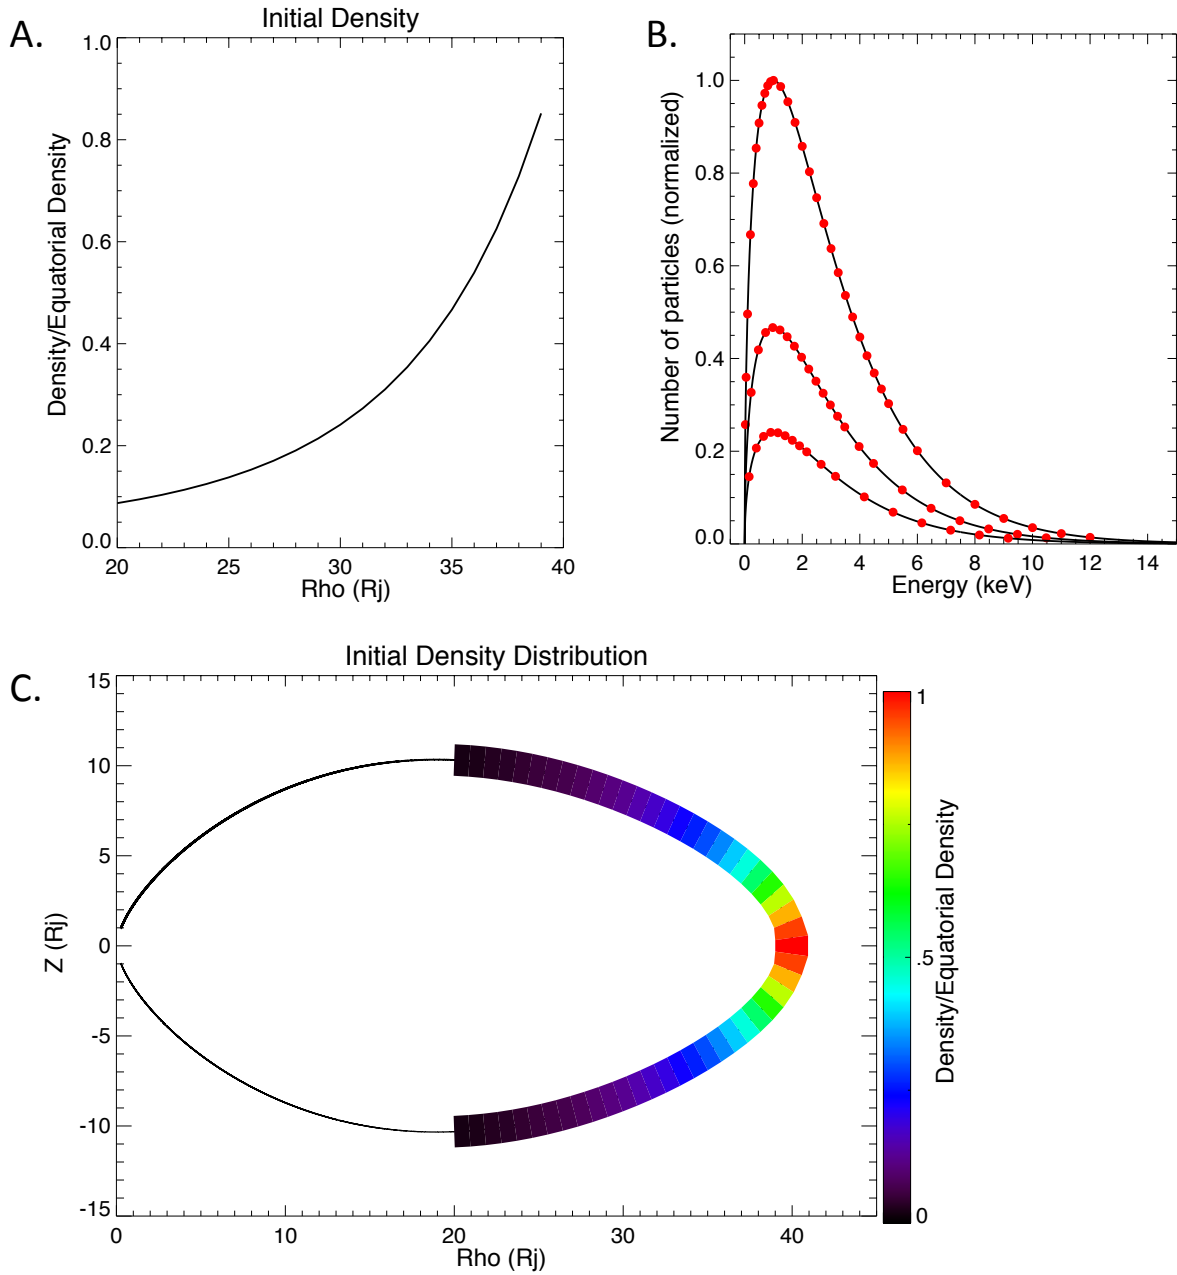 A.
Initial Density
1.0
0.8
0.6
0.4
0.2
0.0
Density/Equatorial Density
20 25 30 35 40
Rho (Rj)
B.
1.0
0.8
0.6
0.4
0.2
0.0
Number of particles (normalized)
0 2 4 6 8 10 12 14
Energy (keV)
C.
Initial Density Distribution
15
10
5
0
-5
-10
-15
Z (Rj)
0 10 20 30 40
Rho (Rj)
1
.5
0
Density/Equatorial Density